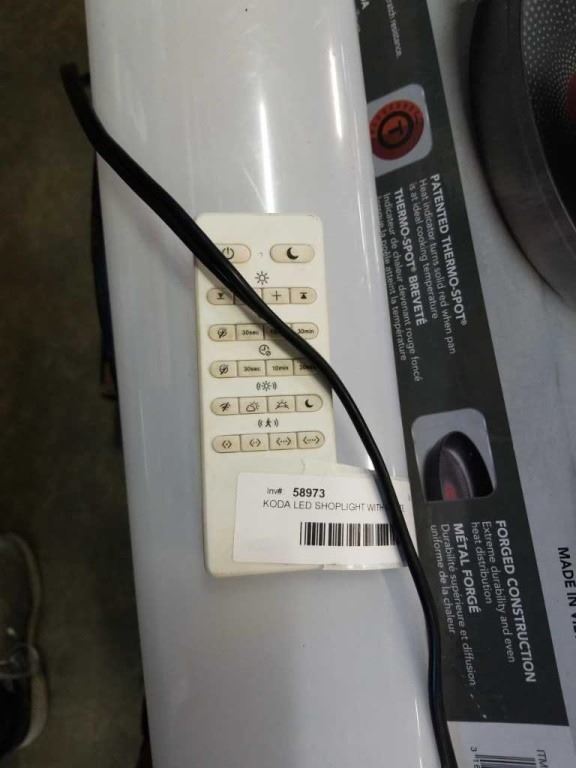 30sec
30min
30sec 10min
Inv# 58973
KODA LED SHOPLIGHT WITH
scratch resistance.
T
PATENTED THERMO-SPOT®
Heat indicator turns solid red when pan
is at ideal cooking temperature
THERMO-SPOT® BREVETÉ
Indicateur de chaleur devenant rouge foncé
lorsque la poêle atteint la température
FORGED CONSTRUCTION
Extreme durability and even
heat distribution
MÉTAL FORGÉ
Durabilité supérieure et diffusion
uniforme de la chaleur
MADE IN
ITM